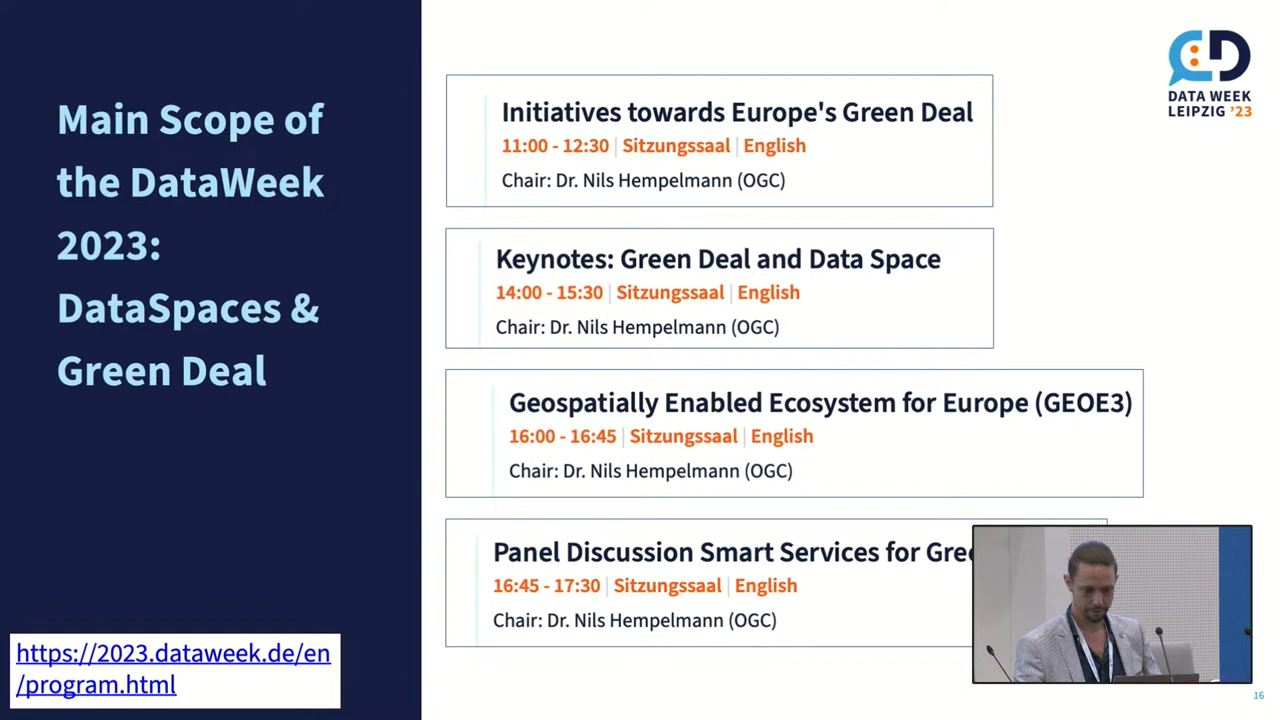 Main Scope of
the DataWeek
2023:
DataSpaces &
Green Deal
https://2023.dataweek.de/en
/program.html
DATA WEEK
LEIPZIG '23
Initiatives towards Europe's Green Deal
11:00 - 12:30 | Sitzungssaal | English
Chair: Dr. Nils Hempelmann (OGC)
Keynotes: Green Deal and Data Space
14:00 - 15:30 | Sitzungssaal | English
Chair: Dr. Nils Hempelmann (OGC)
Geospatially Enabled Ecosystem for Europe (GEOE3)
16:00 - 16:45 | Sitzungssaal | English
Chair: Dr. Nils Hempelmann (OGC)
Panel Discussion Smart Services for
16:45 - 17:30 | Sitzungssaal | English
Chair: Dr. Nils Hempelmann (OGC)
16